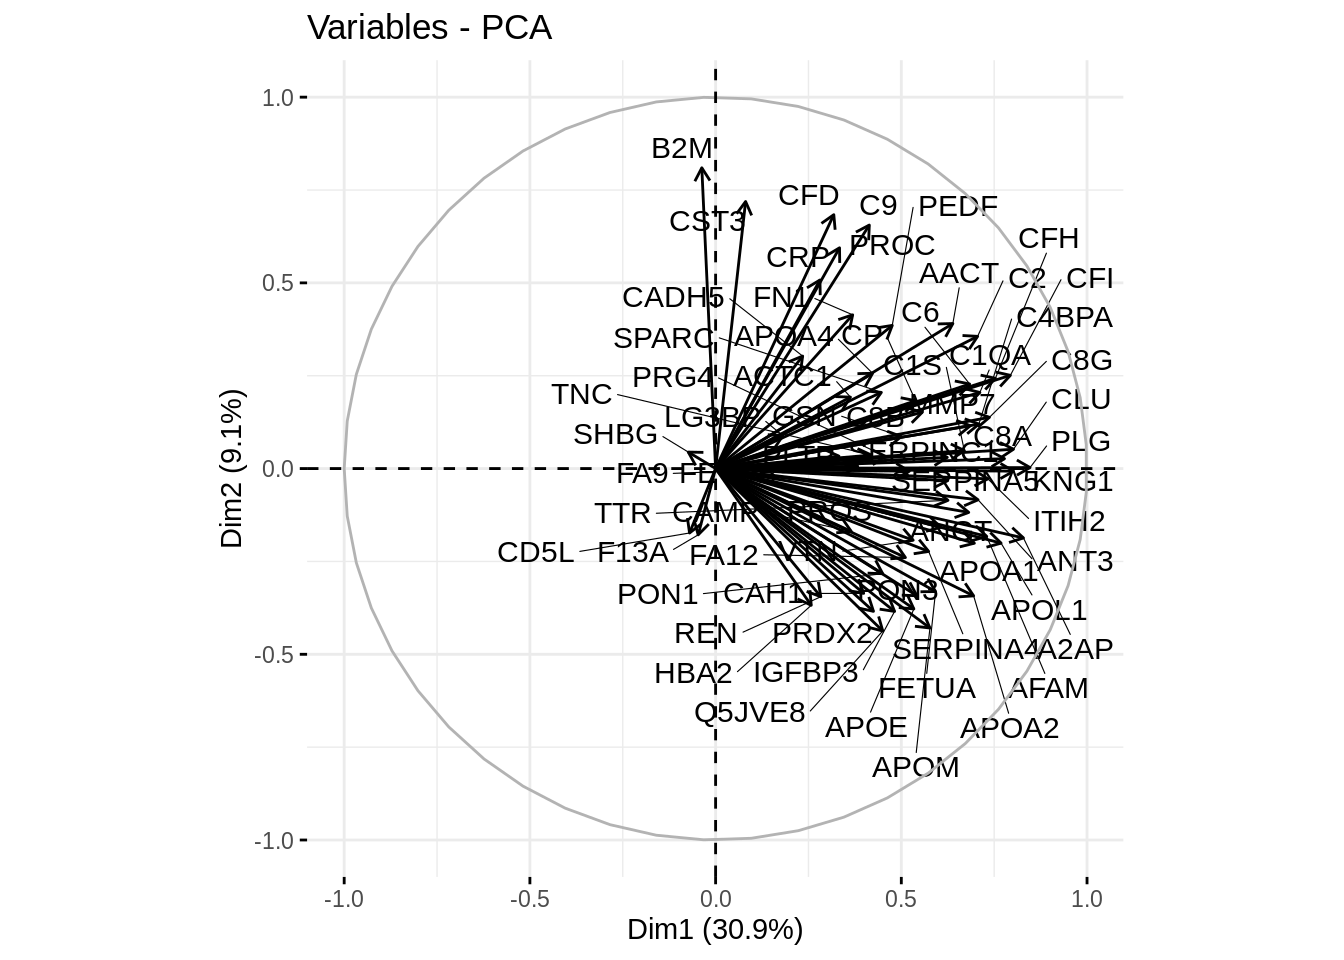 Variables - PCA
1.0
B2M
CFD
C9
PEDF
CST3
CFH
PROC
CRP
AACT
C2
CFI
0.5
CADH5
FN1
C6
C4BPA
SPARC
APOA4
CP
C1QA
C8G
C1S
PRG4
ACTC1
TNC
CLU
MMP7
LG3BP
GSN
C8B
SHBG
C8A
PLG
SERPINC1
0.0
FA9
SERPINA5
KNG1
TTR
CAMP
PROS
ITIH2
ANGT
CD5L
F13A
FA12
VTN
ANT3
APOA1
PON1
CAH1
PON3
APOL1
REN
PRDX2
-0.5
SERPINA4
A2AP
HBA2
IGFBP3
FETUA
AFAM
Q5JVE8
APOE
APOA2
APOM
-1.0
-1.0
-0.5
0.0
0.5
1.0
Dim1 (30.9%)
Dim2 (9.1%)